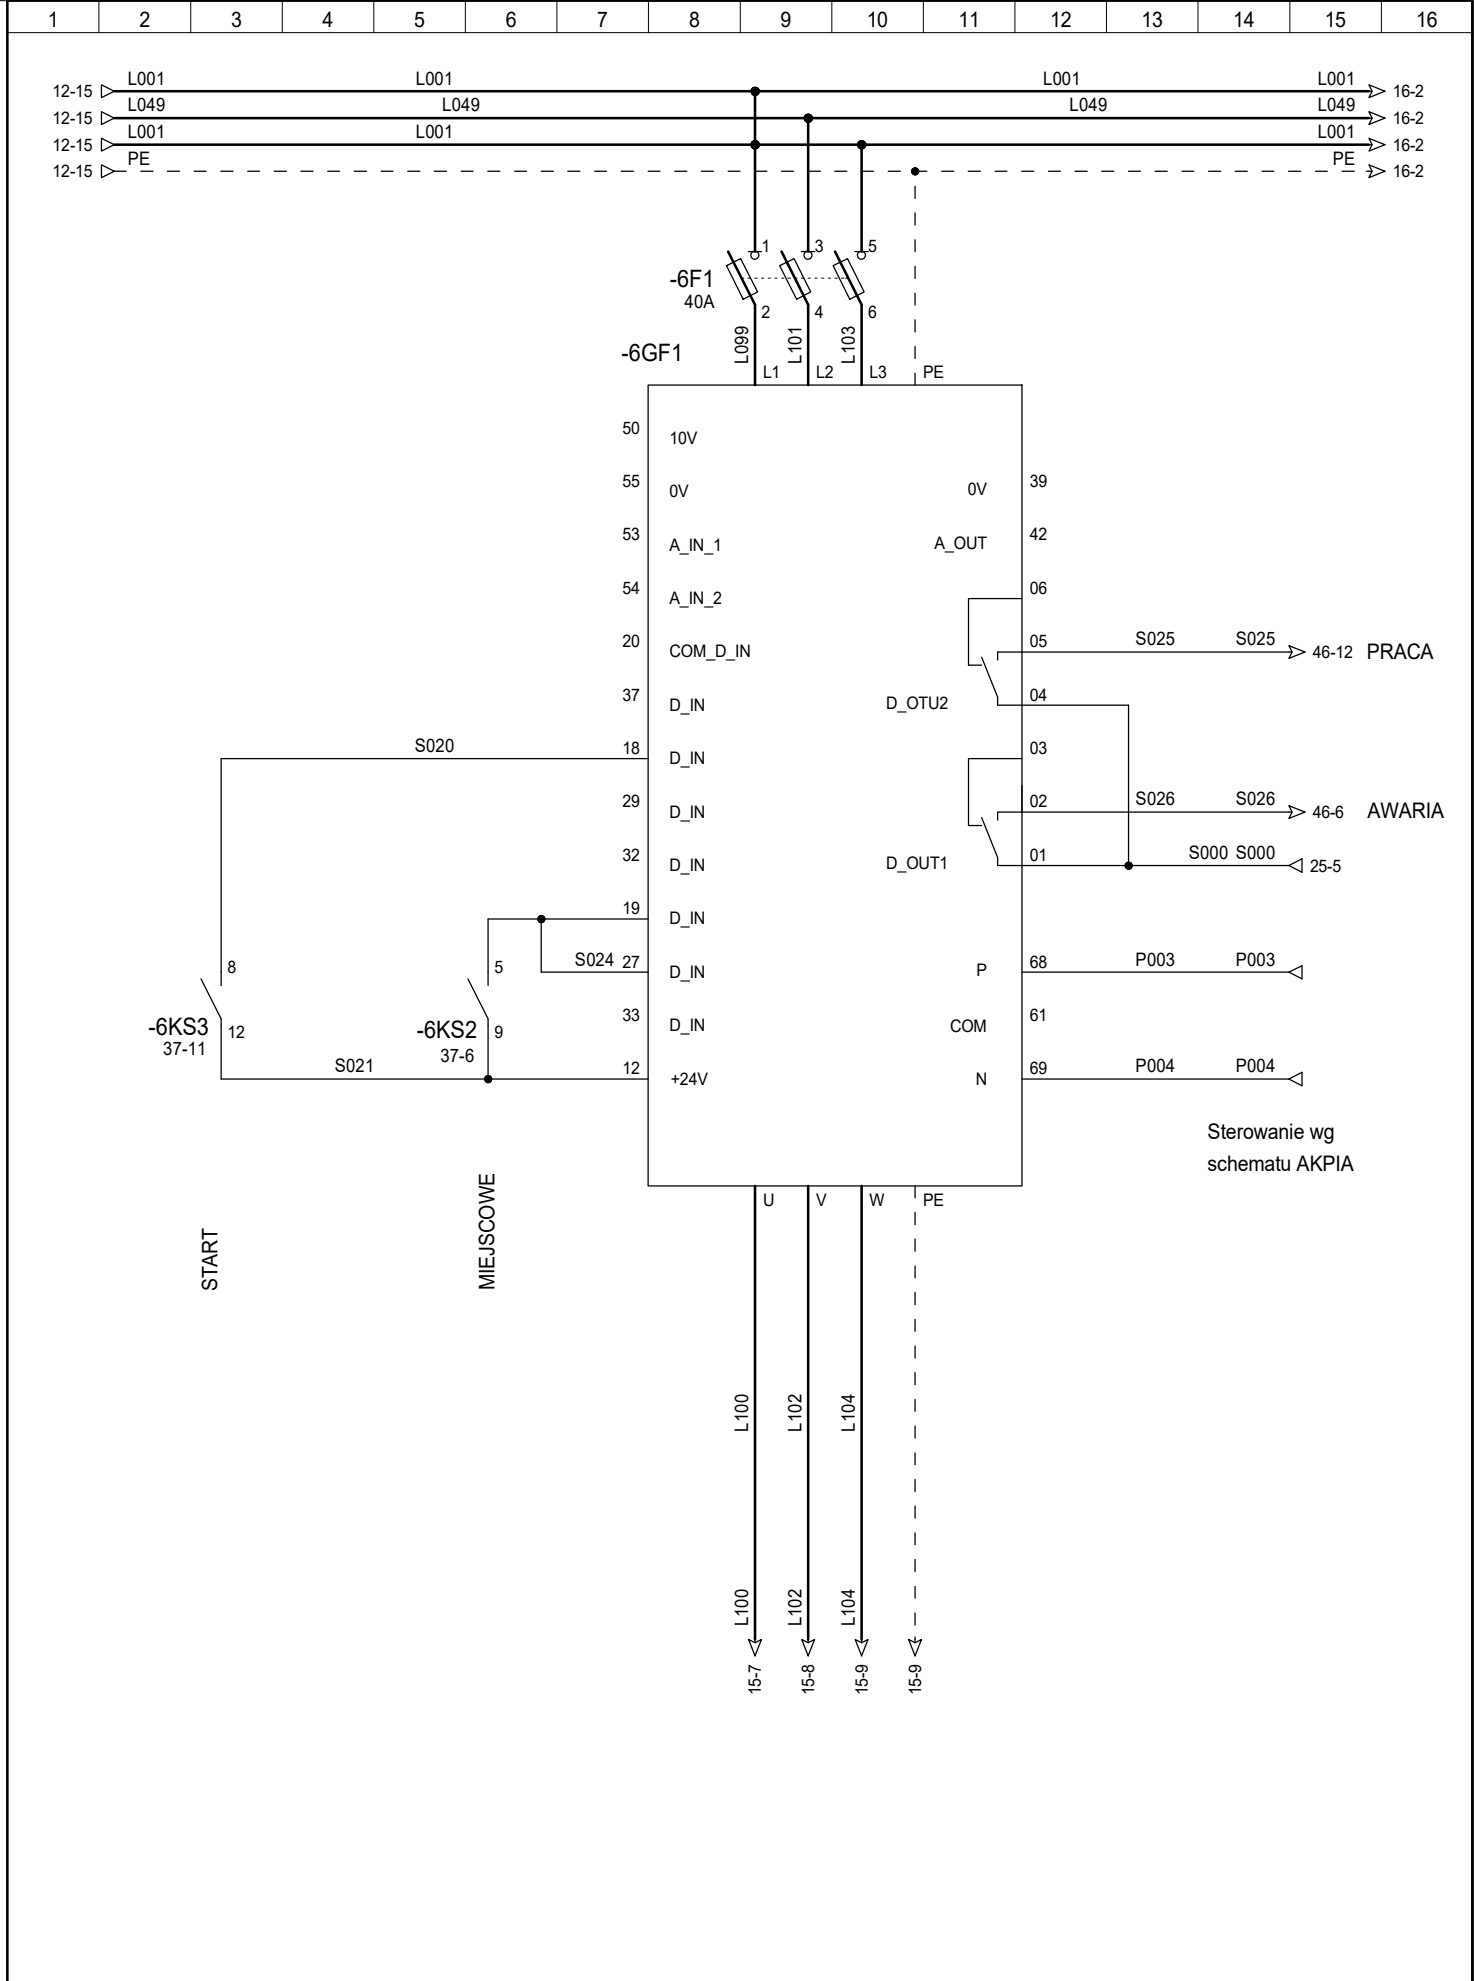 1 2 3 4 5 6 7 8 9 10 11 12 13 14 15 16
12-15 L001 L001 L001 L001 16-2
12-15 L049 L049 L049 L049 16-2
12-15 L001 L001 L001 16-2
12-15 PE PE 16-2
1 3 5
-6F1
40A
2 4 6
L099 L101 L103
-6GF1
L1 L2 L3 PE
50 10V
55 0V 0V 39
53 A_IN_1 A_OUT 42
54 A_IN_2 06
20 COM_D_IN 05 S025 S025 46-12 PRACA
37 D_IN D_OTU2 04
S020 18 D_IN 03
29 D_IN 02 S026 S026 46-6 AWARIA
32 D_IN D_OUT1 01 S000 S000 25-5
19 D_IN
8 5 S024 27 D_IN P 68 P003 P003
-6KS3 12 -6KS2 9 33 D_IN COM 61
37-11 37-6
S021 12 +24V N 69 P004 P004
Sterowanie wg
schematu AKPIA
START
MIEJSCOWE
U V W PE
L100 L102 L104
L100 L102 L104
15-7 15-8 15-9 15-9